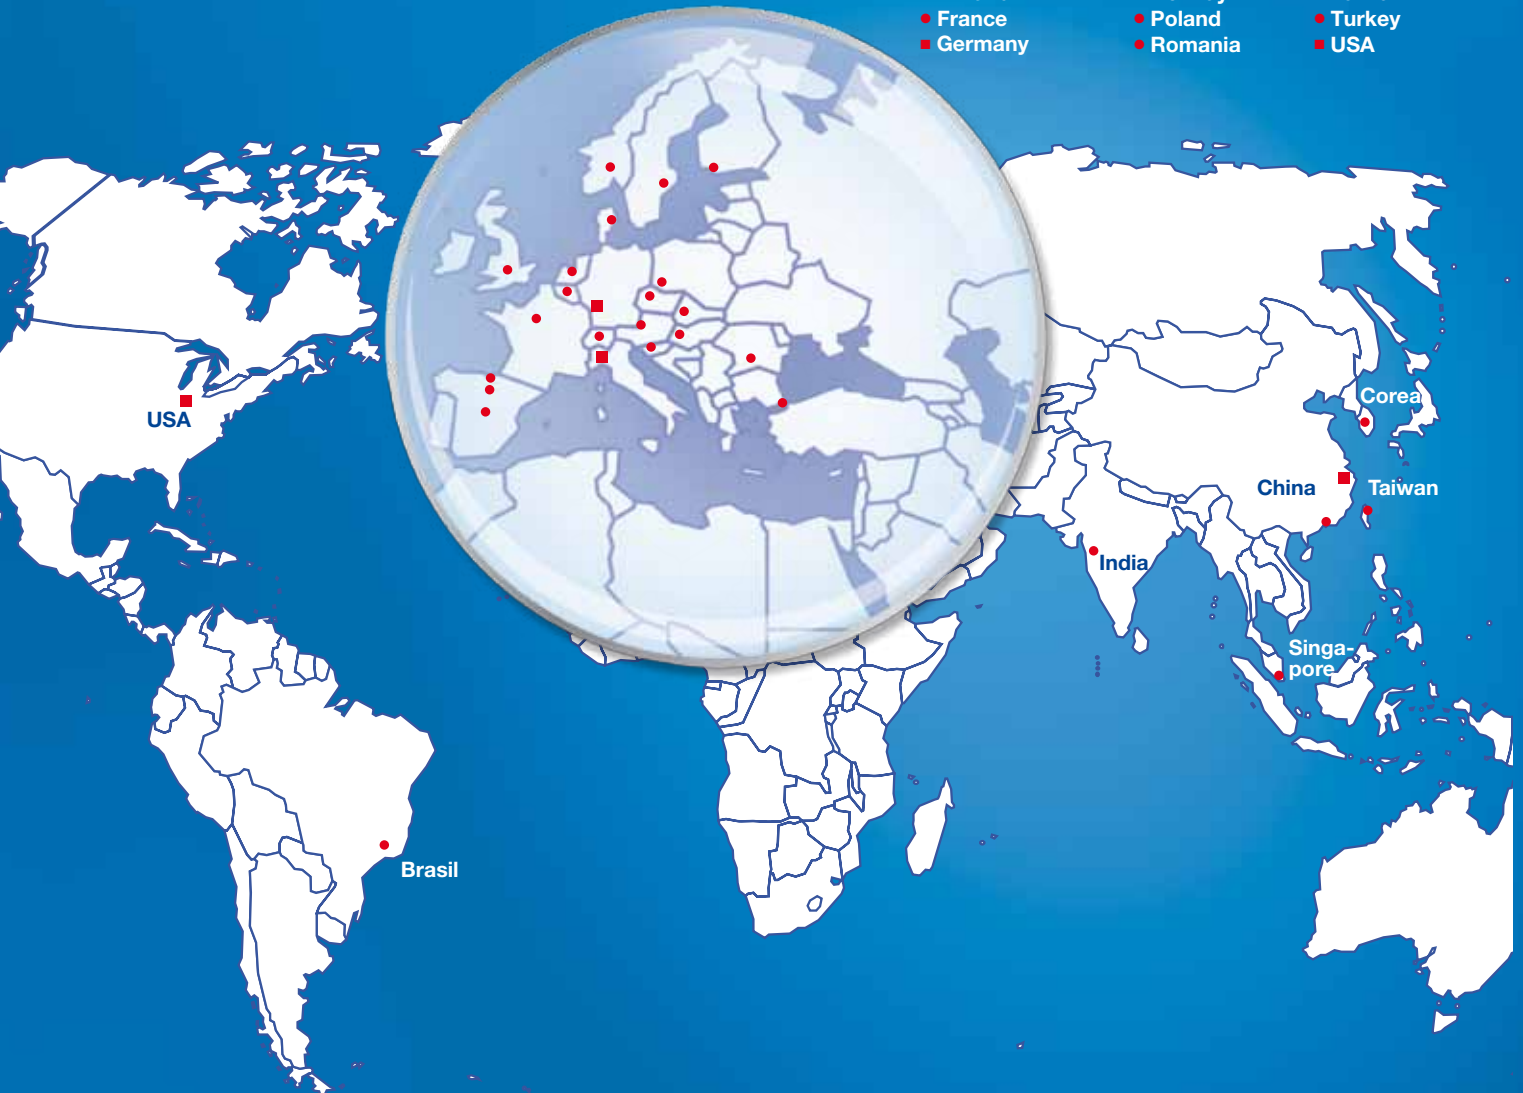 France
Poland
Turkey
Germany
Romania
USA
Corea
USA
China
Taiwan
India
Singa-
pore
Brasil